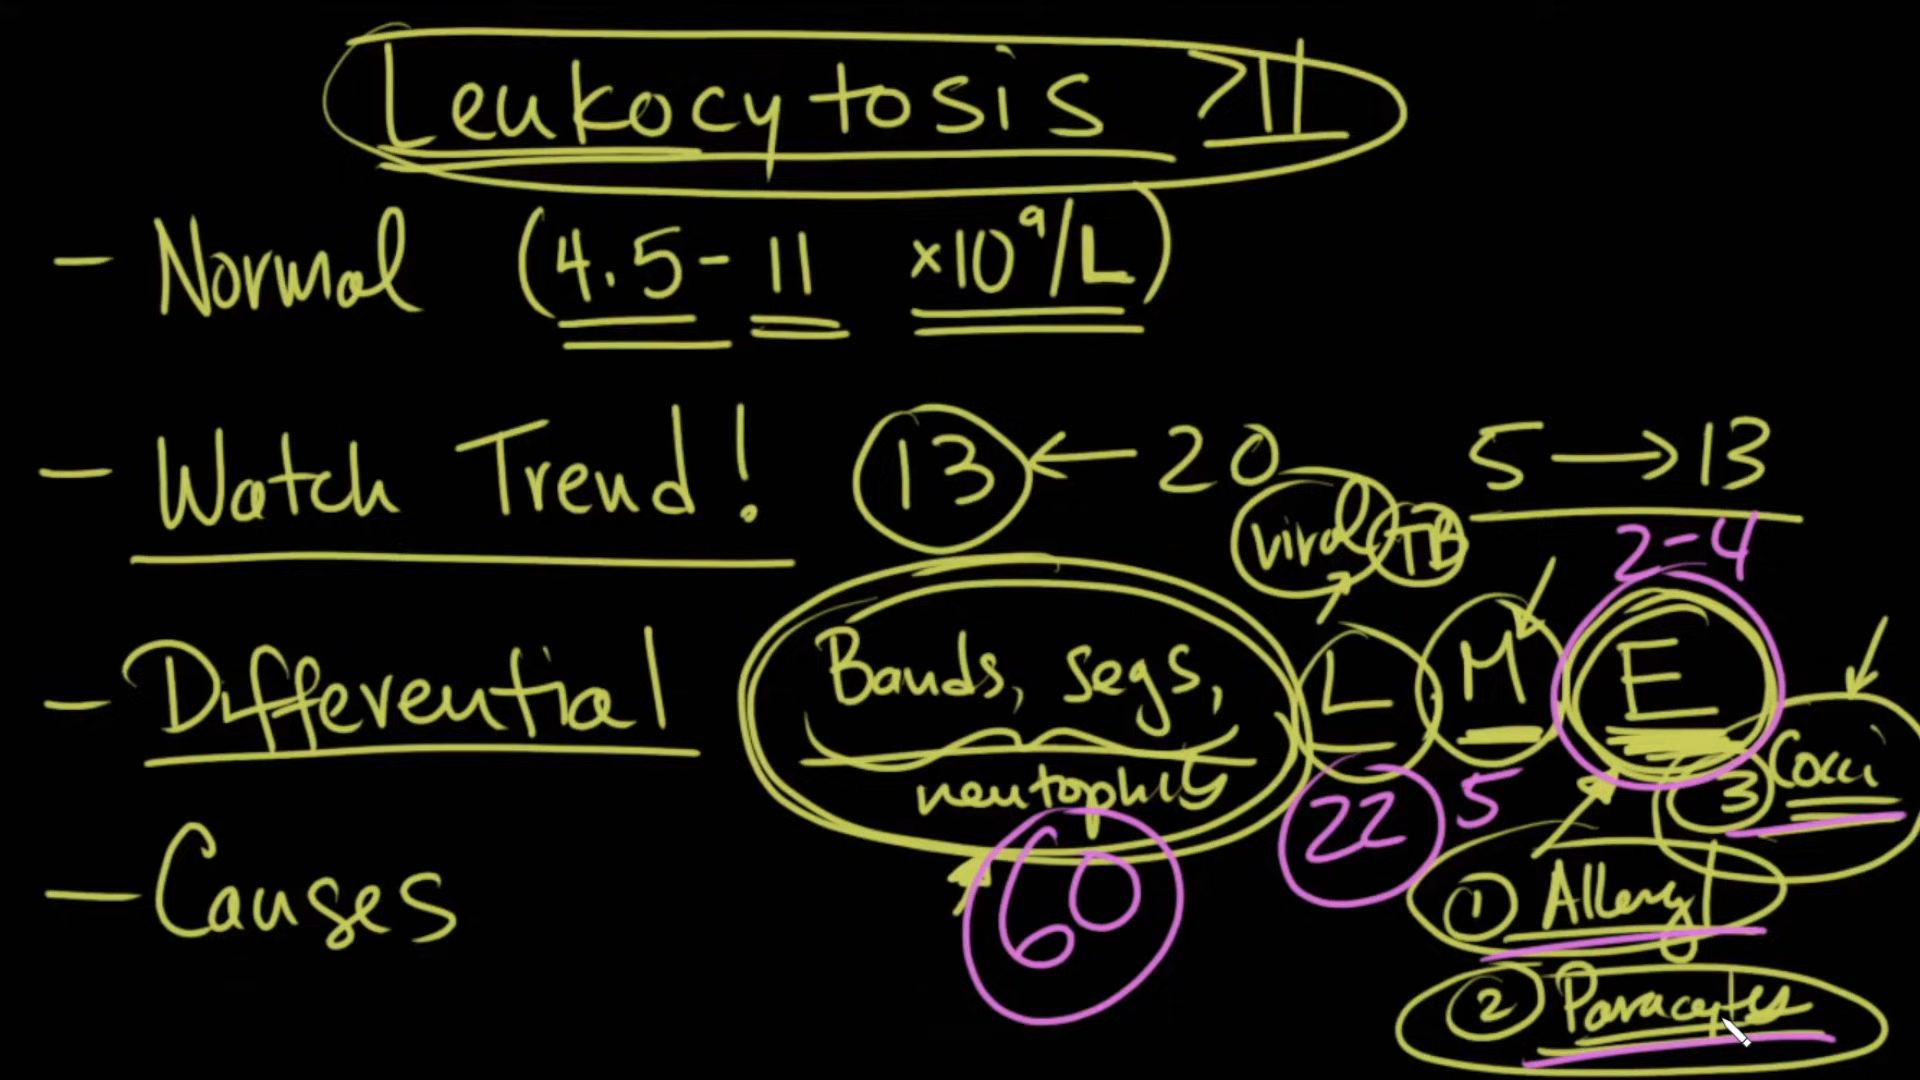 Leukocytosis >11
- Normal (4.5 - 11 ×10⁹/L)
- Watch Trend! 13 ← 20 5 → 13
viral TB 2-4
- Differential Bands, segs, L M E
neutophils 22 5 ③ Cocci
60
- Causes ① Allergy
② Paracytes